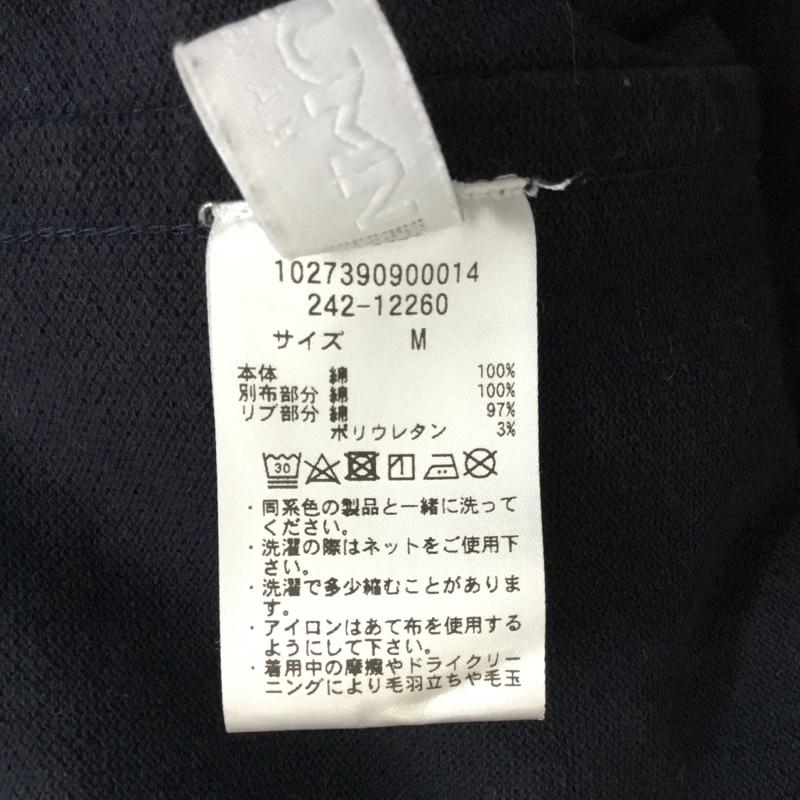 1027390900014
242-12260
サイズ M
本体 綿 100%
別布部分 綿 100%
リブ部分 綿 97%
ポリウレタン 3%
30
・同系色の製品と一緒に洗って
ください。
・洗濯の際はネットをご使用下
さい。
・洗濯で多少縮むことがありま
す。
・アイロンはあて布を使用する
ようにして下さい。
・着用中の摩擦やドライクリー
ニングにより毛羽立ちや毛玉